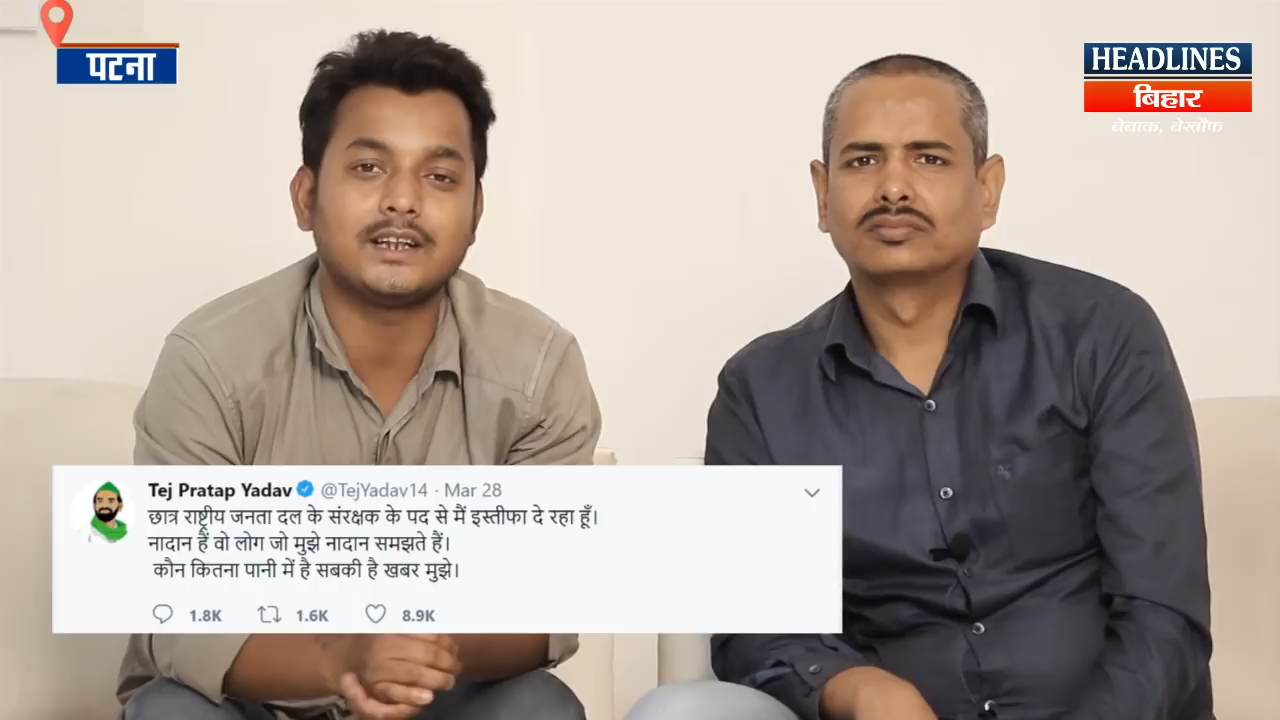 पटना
HEADLINES
बिहार
बेबाक, बेखौफ
Tej Pratap Yadav @TejYadav14 · Mar 28
छात्र राष्ट्रीय जनता दल के संरक्षक के पद से मैं इस्तीफा दे रहा हूँ।
नादान हैं वो लोग जो मुझे नादान समझते हैं।
कौन कितना पानी में है सबकी है खबर मुझे।
1.8K 1.6K 8.9K